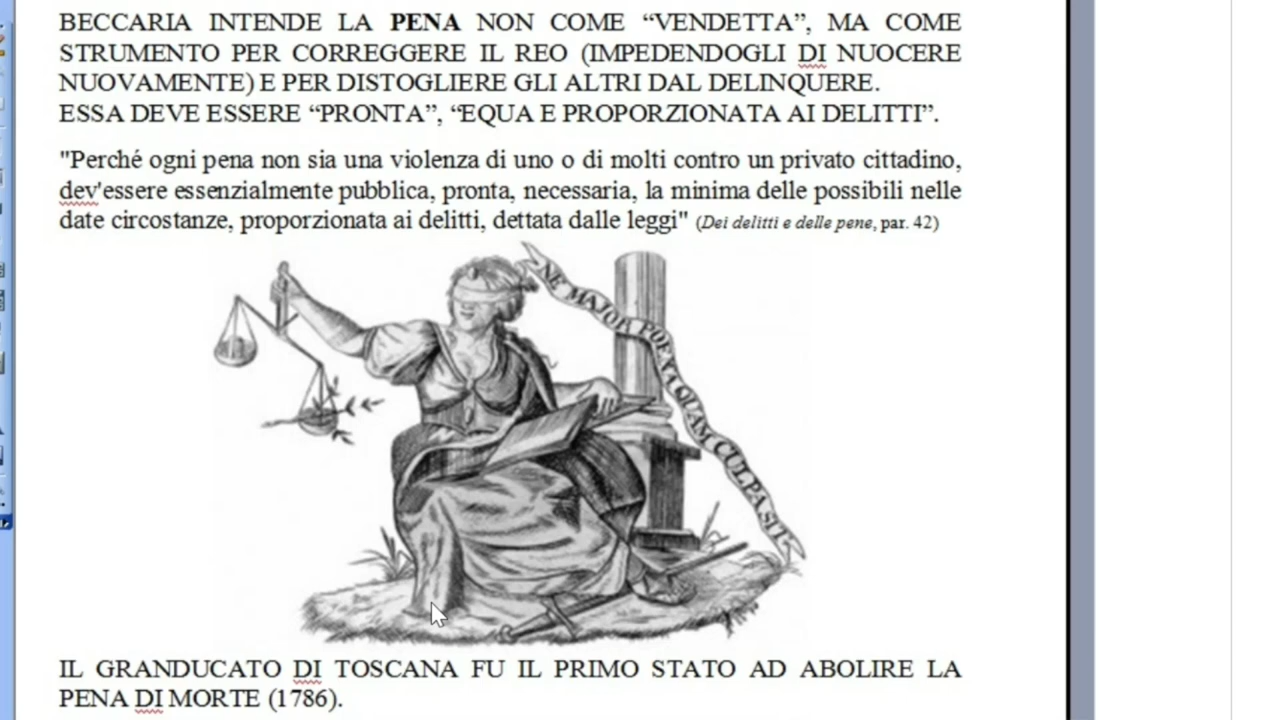 BECCARIA INTENDE LA PENA NON COME “VENDETTA”, MA COME
STRUMENTO PER CORREGGERE IL REO (IMPEDENDOGLI DI NUOCERE
NUOVAMENTE) E PER DISTOGLIERE GLI ALTRI DAL DELINQUERE.
ESSA DEVE ESSERE “PRONTA”, “EQUA E PROPORZIONATA AI DELITTI”.
"Perché ogni pena non sia una violenza di uno o di molti contro un privato cittadino,
dev'essere essenzialmente pubblica, pronta, necessaria, la minima delle possibili nelle
date circostanze, proporzionata ai delitti, dettata dalle leggi" (Dei delitti e delle pene, par. 42)
NE MAJOR POENA QUAM CULPA SIT
IL GRANDUCATO DI TOSCANA FU IL PRIMO STATO AD ABOLIRE LA
PENA DI MORTE (1786).